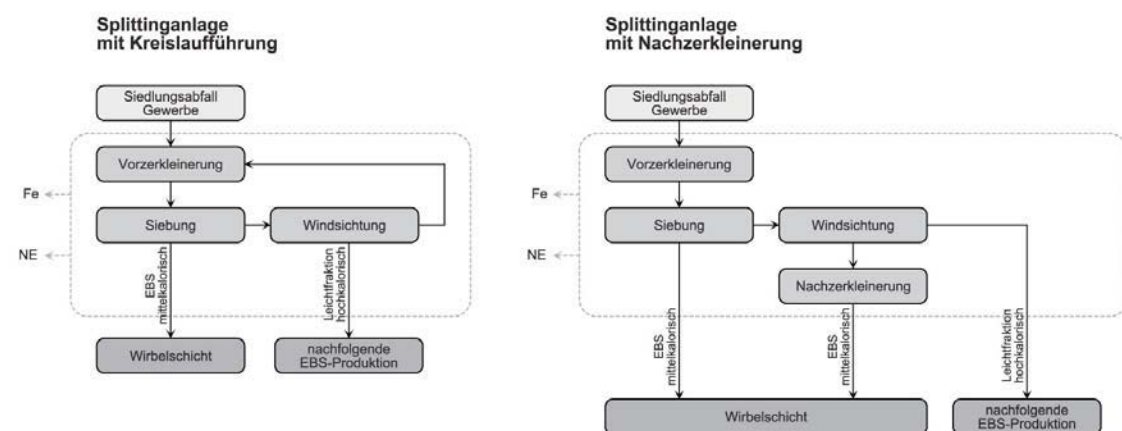 Splittinganlage
mit Kreislaufführung
Siedlungsabfall
Gewerbe
Vorzerkleinerung
Fe
Siebung
Windsichtung
NE
EBS
mittelkalorisch
Leichtfraktion
hochkalorisch
Wirbelschicht
nachfolgende
EBS-Produktion
Splittinganlage
mit Nachzerkleinerung
Siedlungsabfall
Gewerbe
Vorzerkleinerung
Fe
Siebung
Windsichtung
NE
Nachzerkleinerung
EBS
mittelkalorisch
EBS
mittelkalorisch
Leichtfraktion
hochkalorisch
Wirbelschicht
nachfolgende
EBS-Produktion